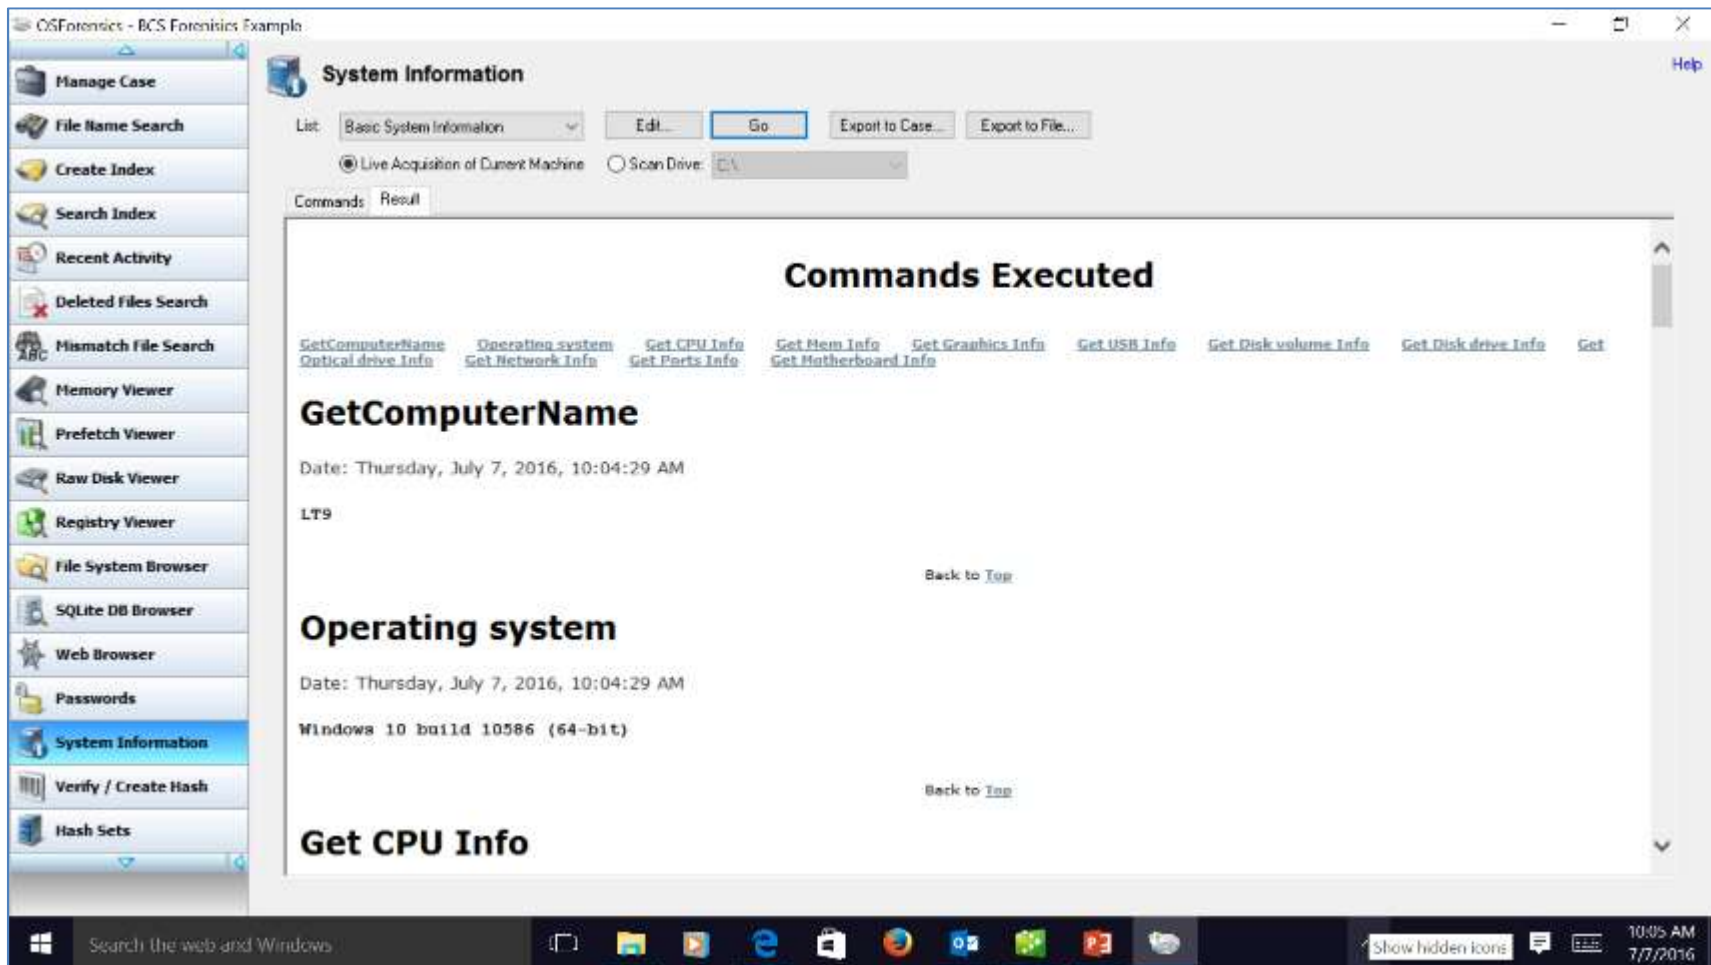 OSForensics - BCS Forenisics Example
Manage Case
File Name Search
Create Index
Search Index
Recent Activity
Deleted Files Search
Mismatch File Search
Memory Viewer
Prefetch Viewer
Raw Disk Viewer
Registry Viewer
File System Browser
SQLite DB Browser
Web Browser
Passwords
System Information
Verify / Create Hash
Hash Sets
System Information
Help
List Basic System Information Edit... Go Export to Case... Export to File...
Live Acquisition of Current Machine Scan Drive: C:\
Commands Result
Commands Executed
GetComputerName Operating system Get CPU Info Get Mem Info Get Graphics Info Get USB Info Get Disk volume Info Get Disk drive Info Get
Optical drive Info Get Network Info Get Ports Info Get Motherboard Info
GetComputerName
Date: Thursday, July 7, 2016, 10:04:29 AM
LT9
Back to Top
Operating system
Date: Thursday, July 7, 2016, 10:04:29 AM
Windows 10 build 10586 (64-bit)
Back to Top
Get CPU Info
ABC
Search the web and Windows
Show hidden icons
10:05 AM
7/7/2016